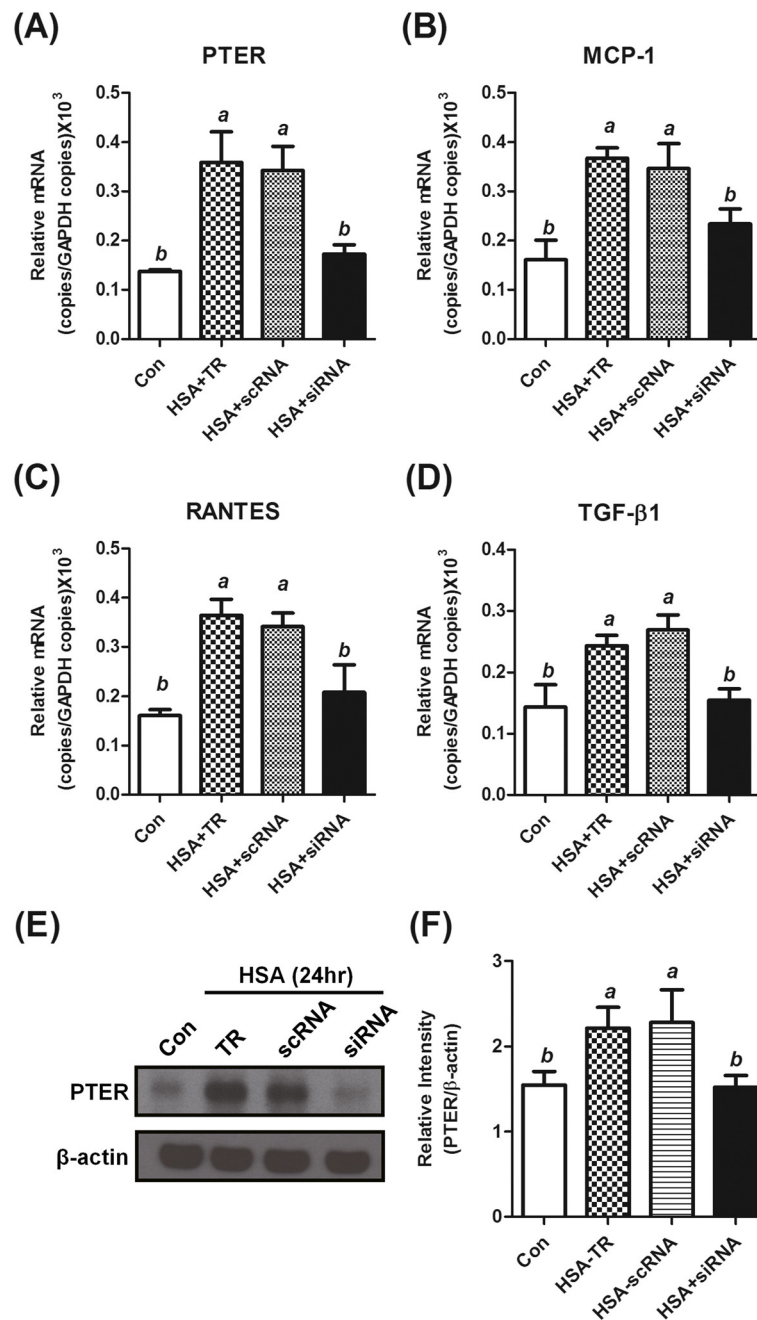 (A)
PTER
Relative mRNA
(copies/GAPDH copies)X10³
0.5
0.4
0.3
0.2
0.1
0.0
b
a
a
b
Con
HSA+TR
HSA+scRNA
HSA+siRNA
(B)
MCP-1
Relative mRNA
(copies/GAPDH copies)X10³
0.5
0.4
0.3
0.2
0.1
0.0
b
a
a
b
Con
HSA+TR
HSA+scRNA
HSA+siRNA
(C)
RANTES
Relative mRNA
(copies/GAPDH copies)X10³
0.5
0.4
0.3
0.2
0.1
0.0
b
a
a
b
Con
HSA+TR
HSA+scRNA
HSA+siRNA
(D)
TGF-β1
Relative mRNA
(copies/GAPDH copies)X10³
0.4
0.3
0.2
0.1
0.0
b
a
a
b
Con
HSA+TR
HSA+scRNA
HSA+siRNA
(E)
HSA (24hr)
Con
TR
scRNA
siRNA
PTER
β-actin
(F)
Relative Intensity
(PTER/β-actin)
3
2
1
0
b
a
a
b
Con
HSA-TR
HSA-scRNA
HSA+siRNA